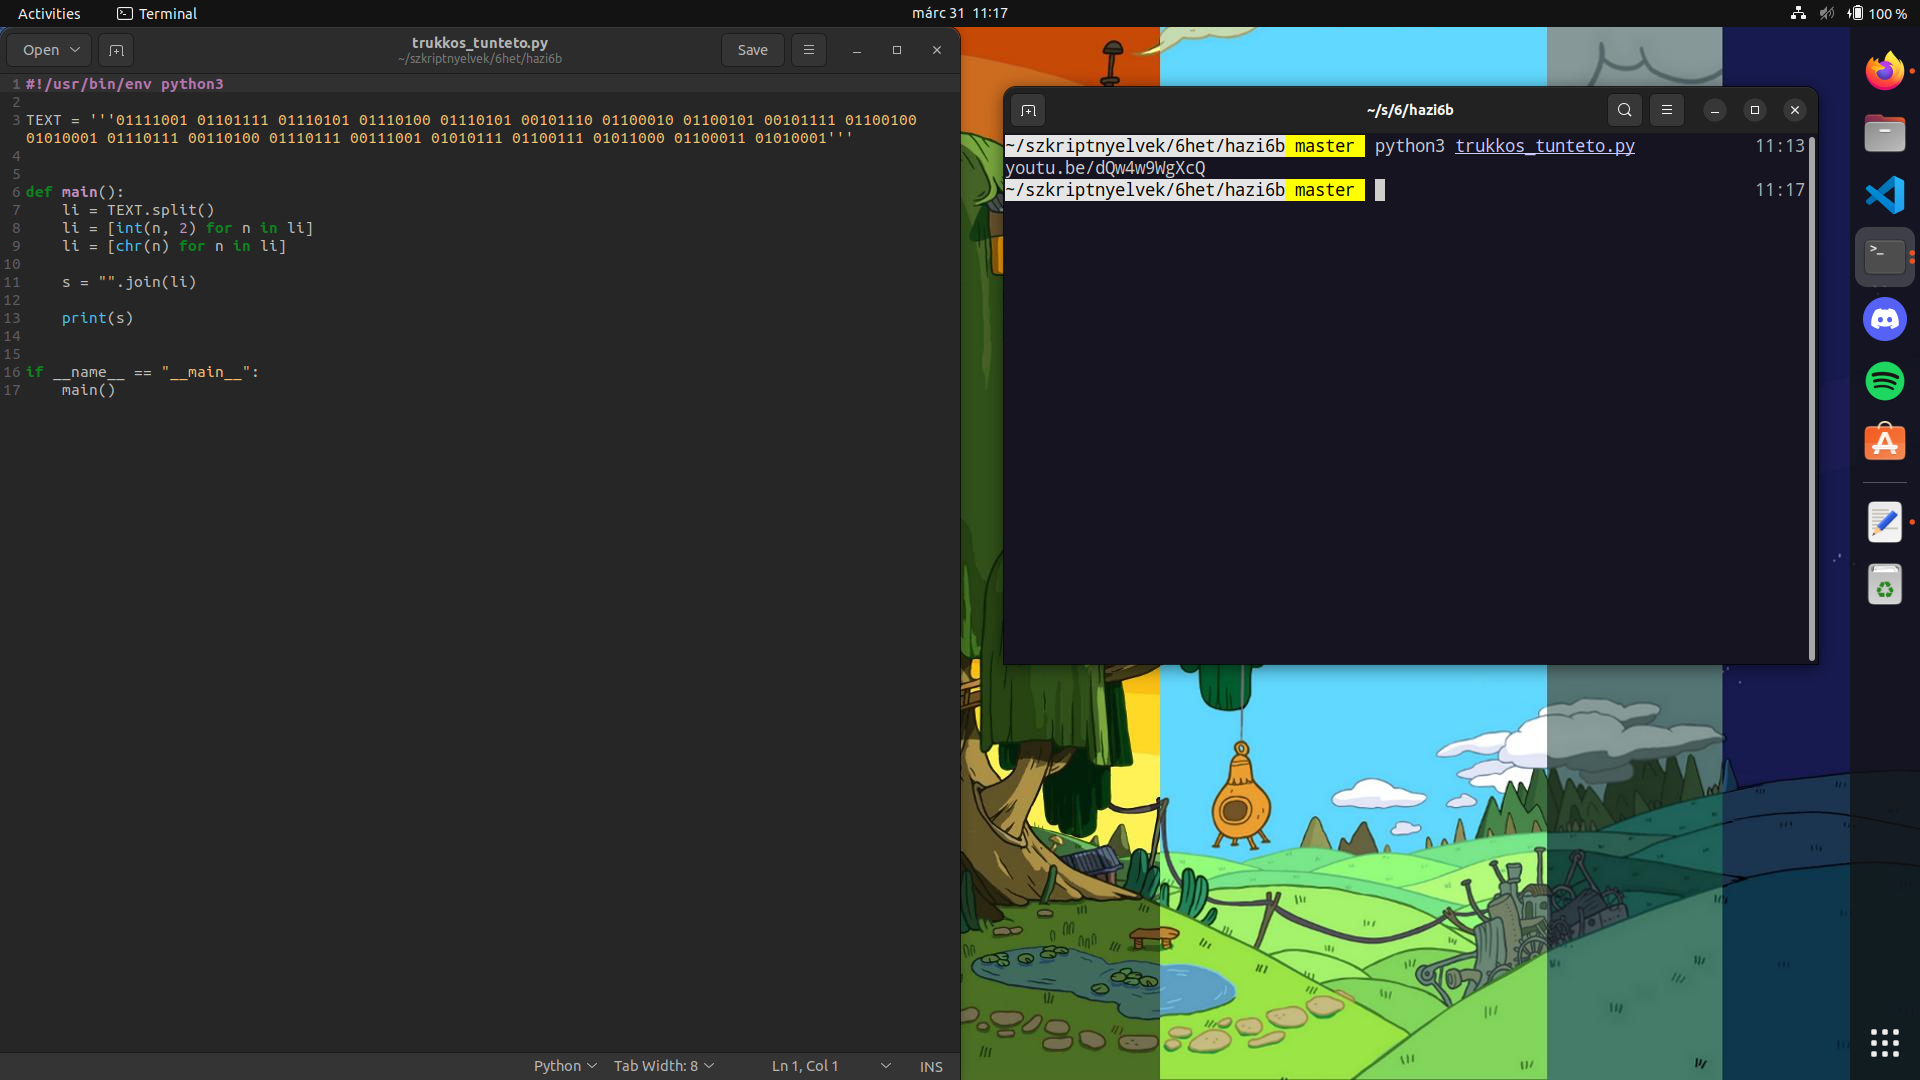 Activities Terminal márc 31 11:17 100 %
Open trukkos_tunteto.py Save
~/szkriptnyelvek/6het/hazi6b
1 #!/usr/bin/env python3
2
3 TEXT = '''01111001 01101111 01110101 01110100 01110101 00101110 01100010 01100101 00101111 01100100
01010001 01110111 00110100 01110111 00111001 01010111 01100111 01011000 01100011 01010001'''
4
5
6 def main():
7     li = TEXT.split()
8     li = [int(n, 2) for n in li]
9     li = [chr(n) for n in li]
10
11     s = "".join(li)
12
13     print(s)
14
15
16 if __name__ == "__main__":
17     main()
Python Tab Width: 8 Ln 1, Col 1 INS
~/s/6/hazi6b
~/szkriptnyelvek/6het/hazi6b master python3 trukkos_tunteto.py 11:13
youtu.be/dQw4w9WgXcQ
~/szkriptnyelvek/6het/hazi6b master 11:17